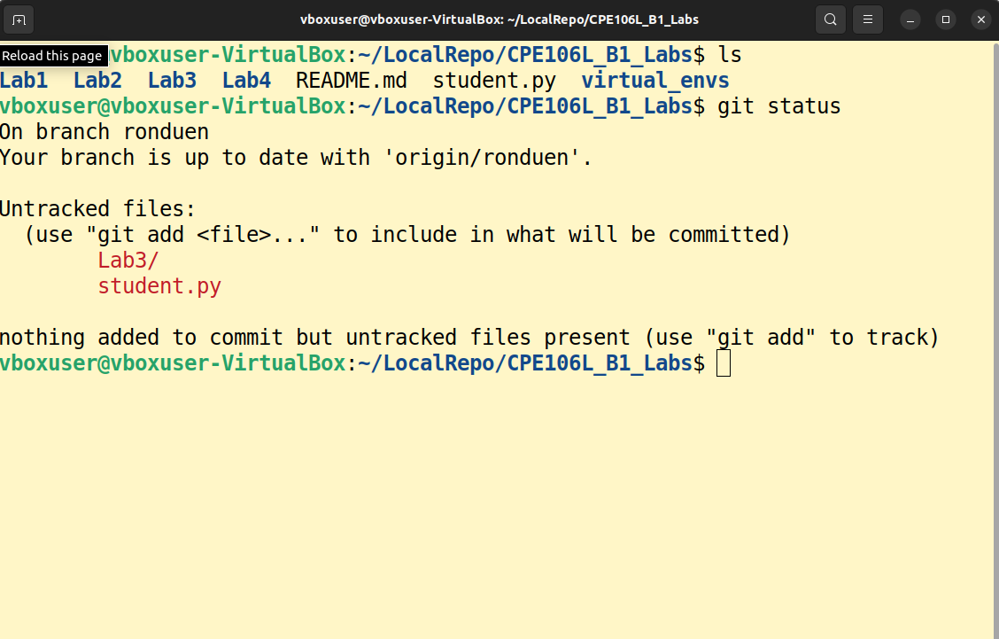 vboxuser@vboxuser-VirtualBox: ~/LocalRepo/CPE106L_B1_Labs
Reload this page
vboxuser-VirtualBox:~/LocalRepo/CPE106L_B1_Labs$ ls
Lab1  Lab2  Lab3  Lab4  README.md  student.py  virtual_envs
vboxuser@vboxuser-VirtualBox:~/LocalRepo/CPE106L_B1_Labs$ git status
On branch ronduen
Your branch is up to date with 'origin/ronduen'.
Untracked files:
  (use "git add <file>..." to include in what will be committed)
        Lab3/
        student.py
nothing added to commit but untracked files present (use "git add" to track)
vboxuser@vboxuser-VirtualBox:~/LocalRepo/CPE106L_B1_Labs$